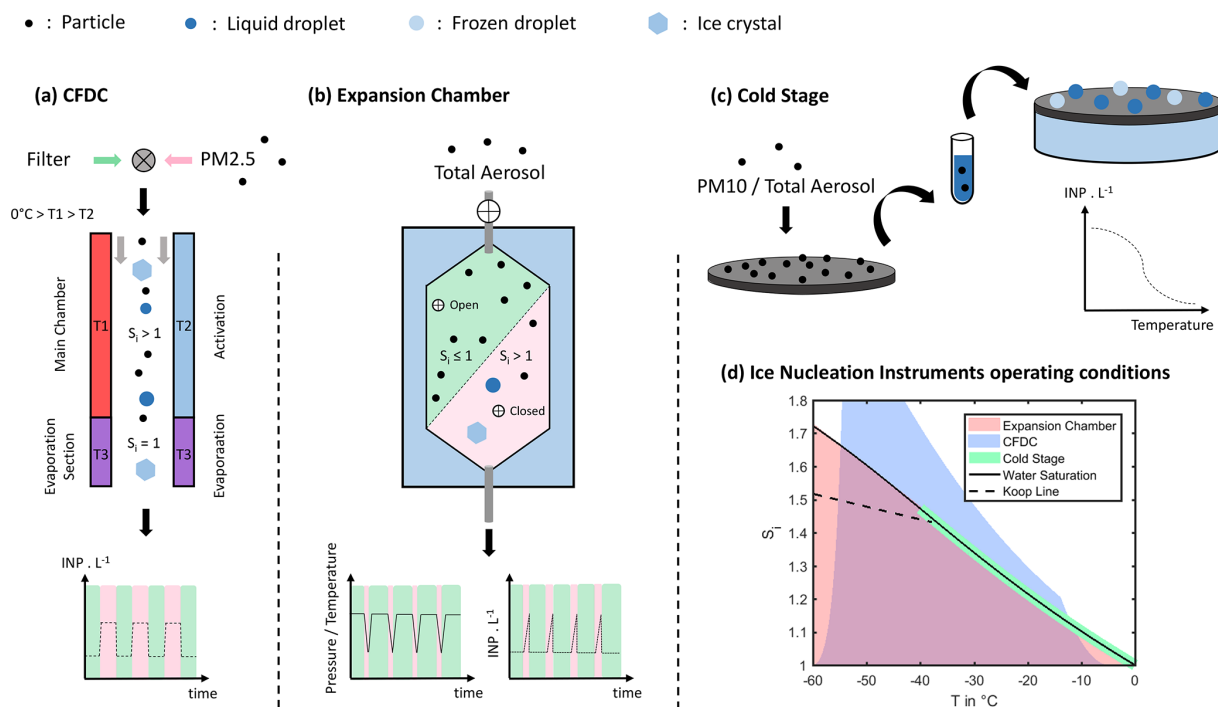 : Particle
: Liquid droplet
: Frozen droplet
: Ice crystal
(a) CFDC
Filter
PM2.5
0°C > T1 > T2
Main Chamber
T1
Sᵢ > 1
T2
Activation
Evaporation
Section
T3
Sᵢ = 1
T3
Evaporaation
INP . L⁻¹
time
(b) Expansion Chamber
Total Aerosol
Open
Sᵢ ≤ 1
Sᵢ > 1
Closed
Pressure / Temperature
time
INP . L⁻¹
time
(c) Cold Stage
PM10 / Total Aerosol
INP . L⁻¹
Temperature
(d) Ice Nucleation Instruments operating conditions
Expansion Chamber
CFDC
Cold Stage
Water Saturation
Koop Line
Sᵢ
1.8
1.7
1.6
1.5
1.4
1.3
1.2
1.1
1
-60
-50
-40
-30
-20
-10
0
T in °C